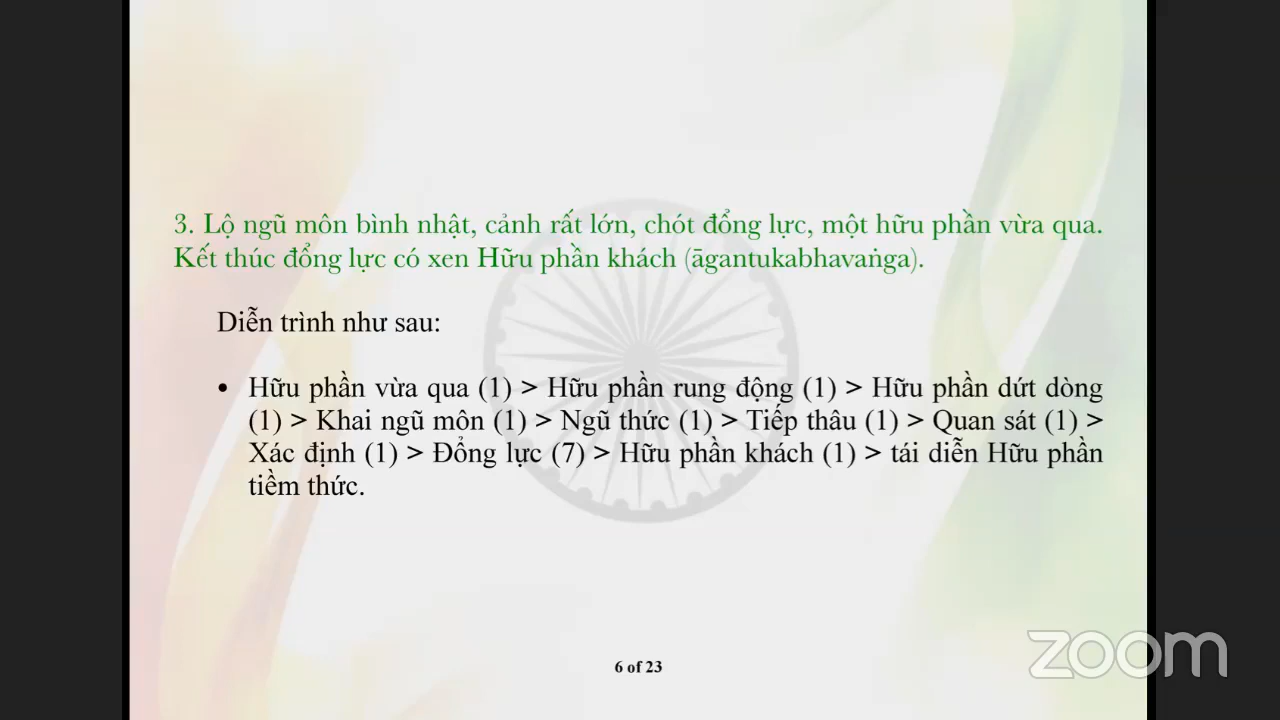 3. Lộ ngũ môn bình nhật, cảnh rất lớn, chót đổng lực, một hữu phần vừa qua.
Kết thúc đổng lực có xen Hữu phần khách (āgantukabhavaṅga).
Diễn trình như sau:
• Hữu phần vừa qua (1) > Hữu phần rung động (1) > Hữu phần dứt dòng
(1) > Khai ngũ môn (1) > Ngũ thức (1) > Tiếp thâu (1) > Quan sát (1) >
Xác định (1) > Đổng lực (7) > Hữu phần khách (1) > tái diễn Hữu phần
tiềm thức.
6 of 23
zoom